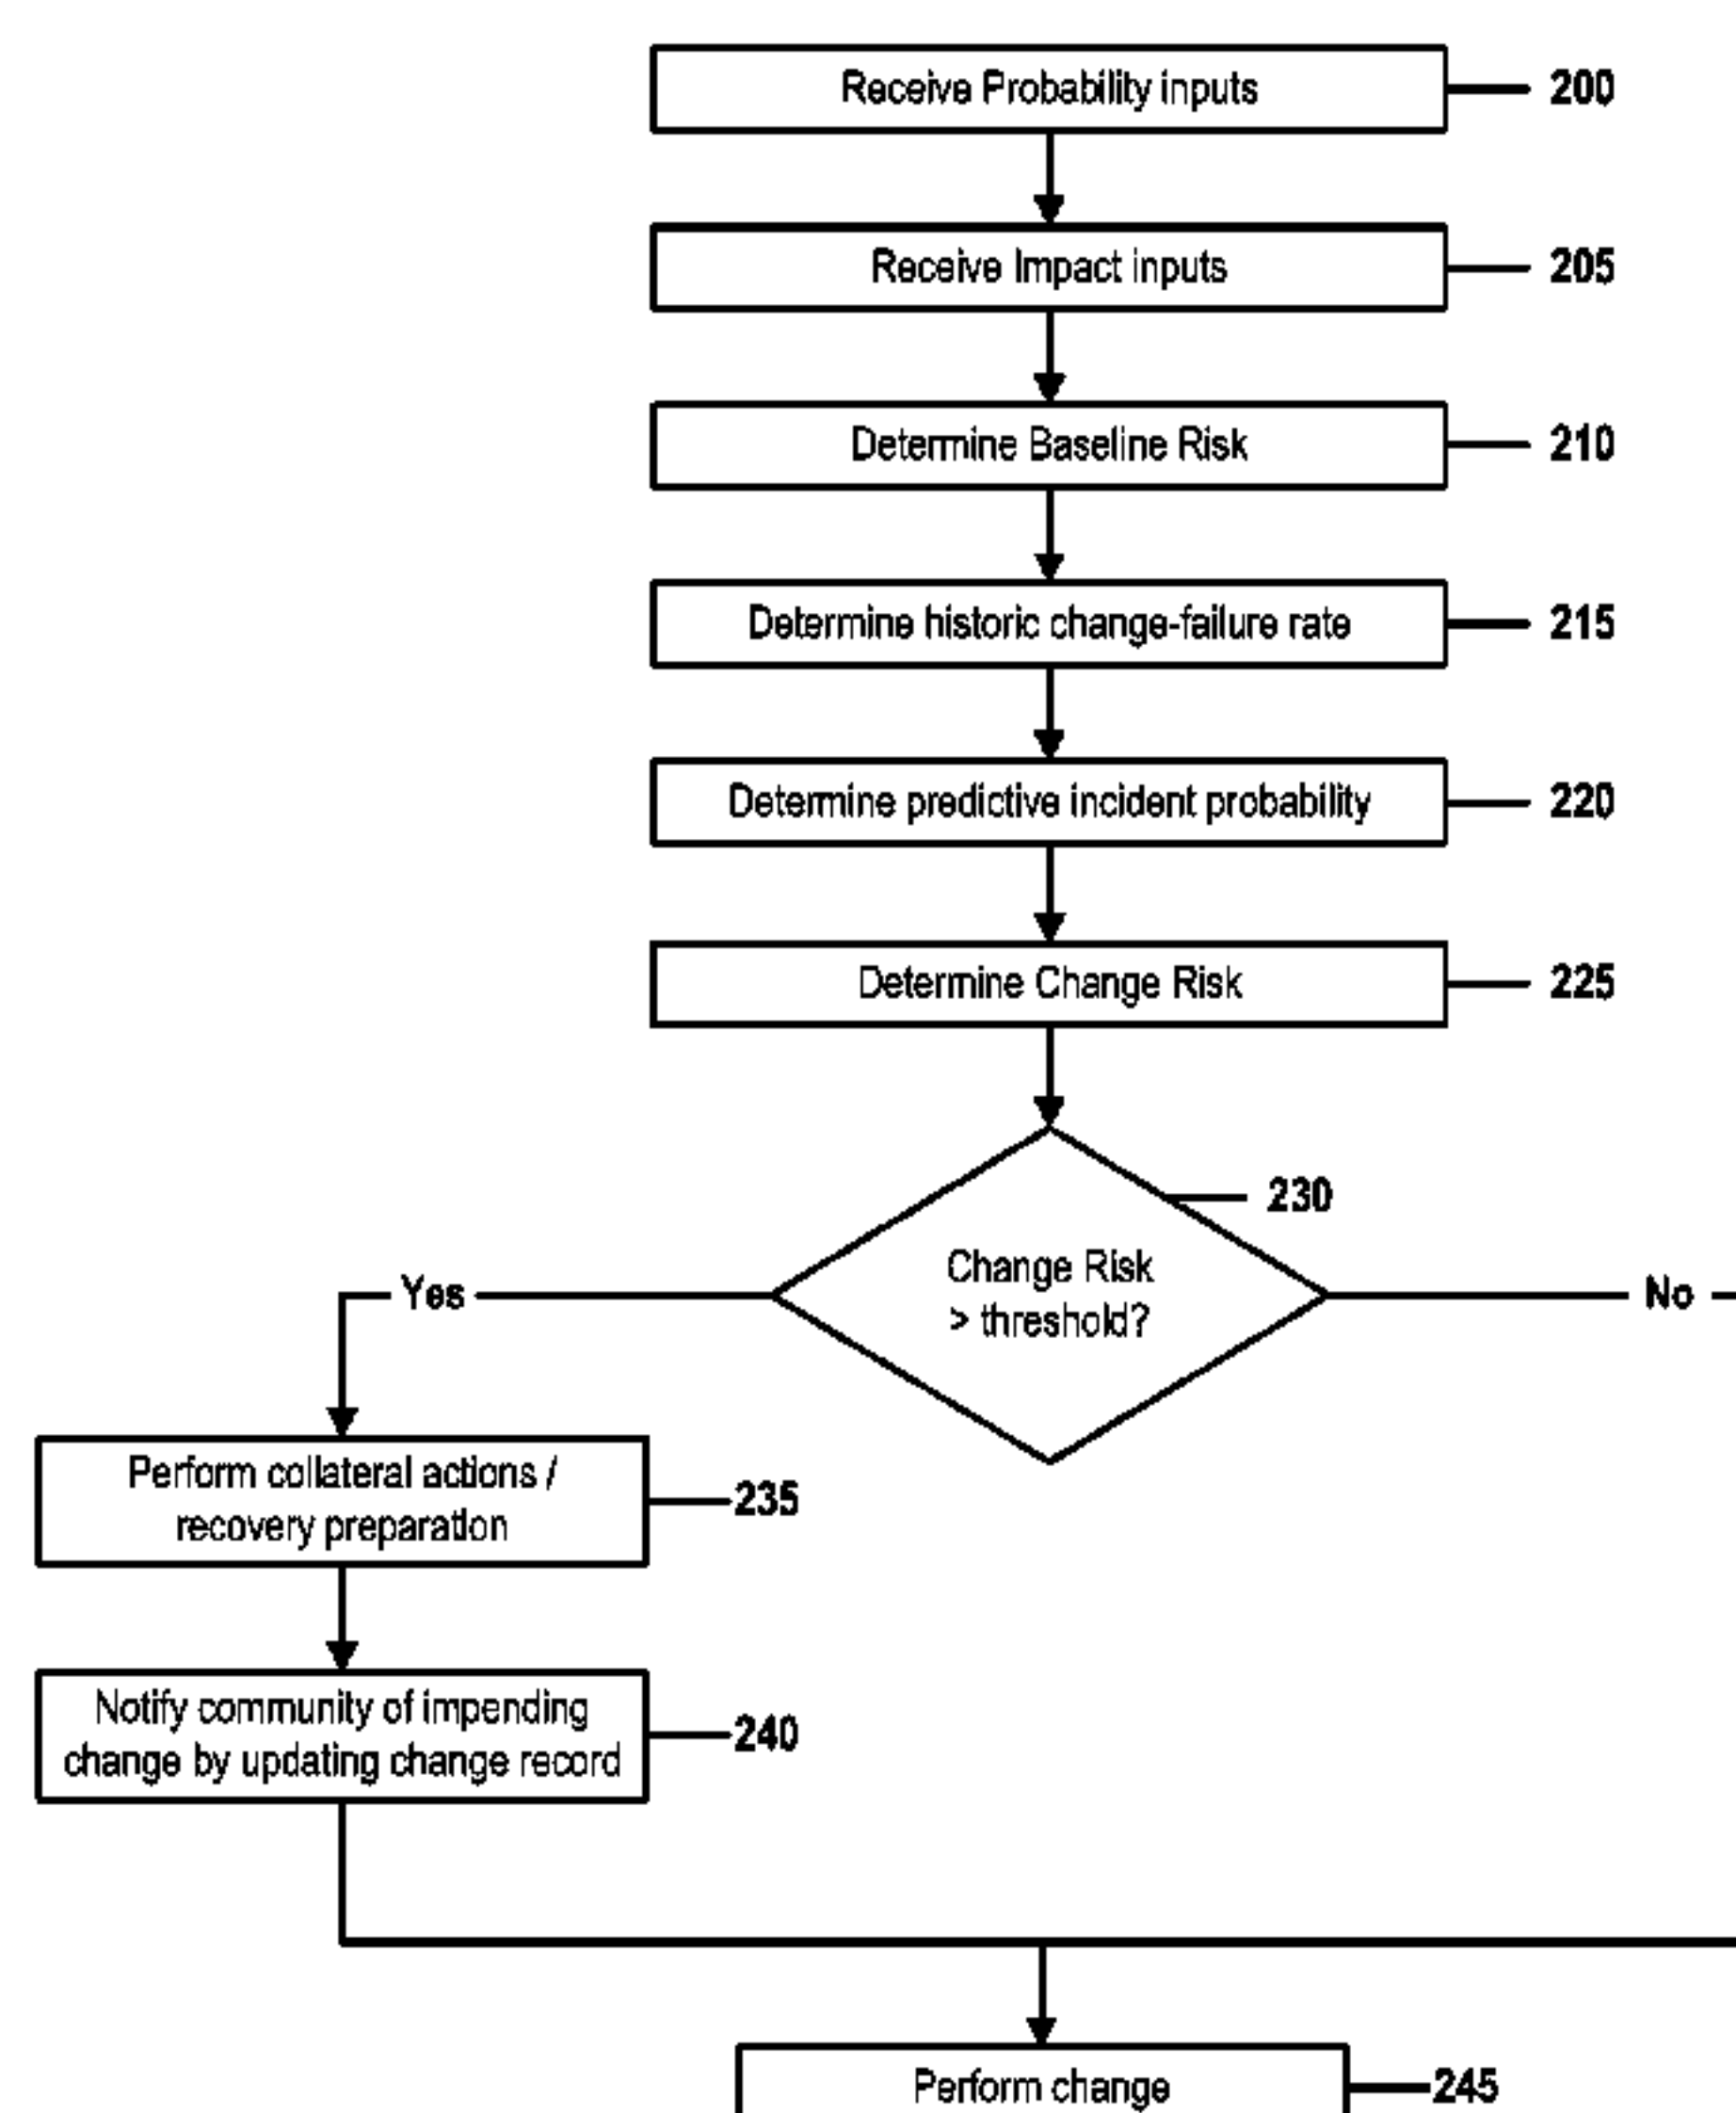 Receive Probability inputs
200
Receive Impact inputs
205
Determine Baseline Risk
210
Determine historic change-failure rate
215
Determine predictive incident probability
220
Determine Change Risk
225
230
Change Risk
> threshold?
Yes
No
Perform collateral actions /
recovery preparation
235
Notify community of impending
change by updating change record
240
Perform change
245